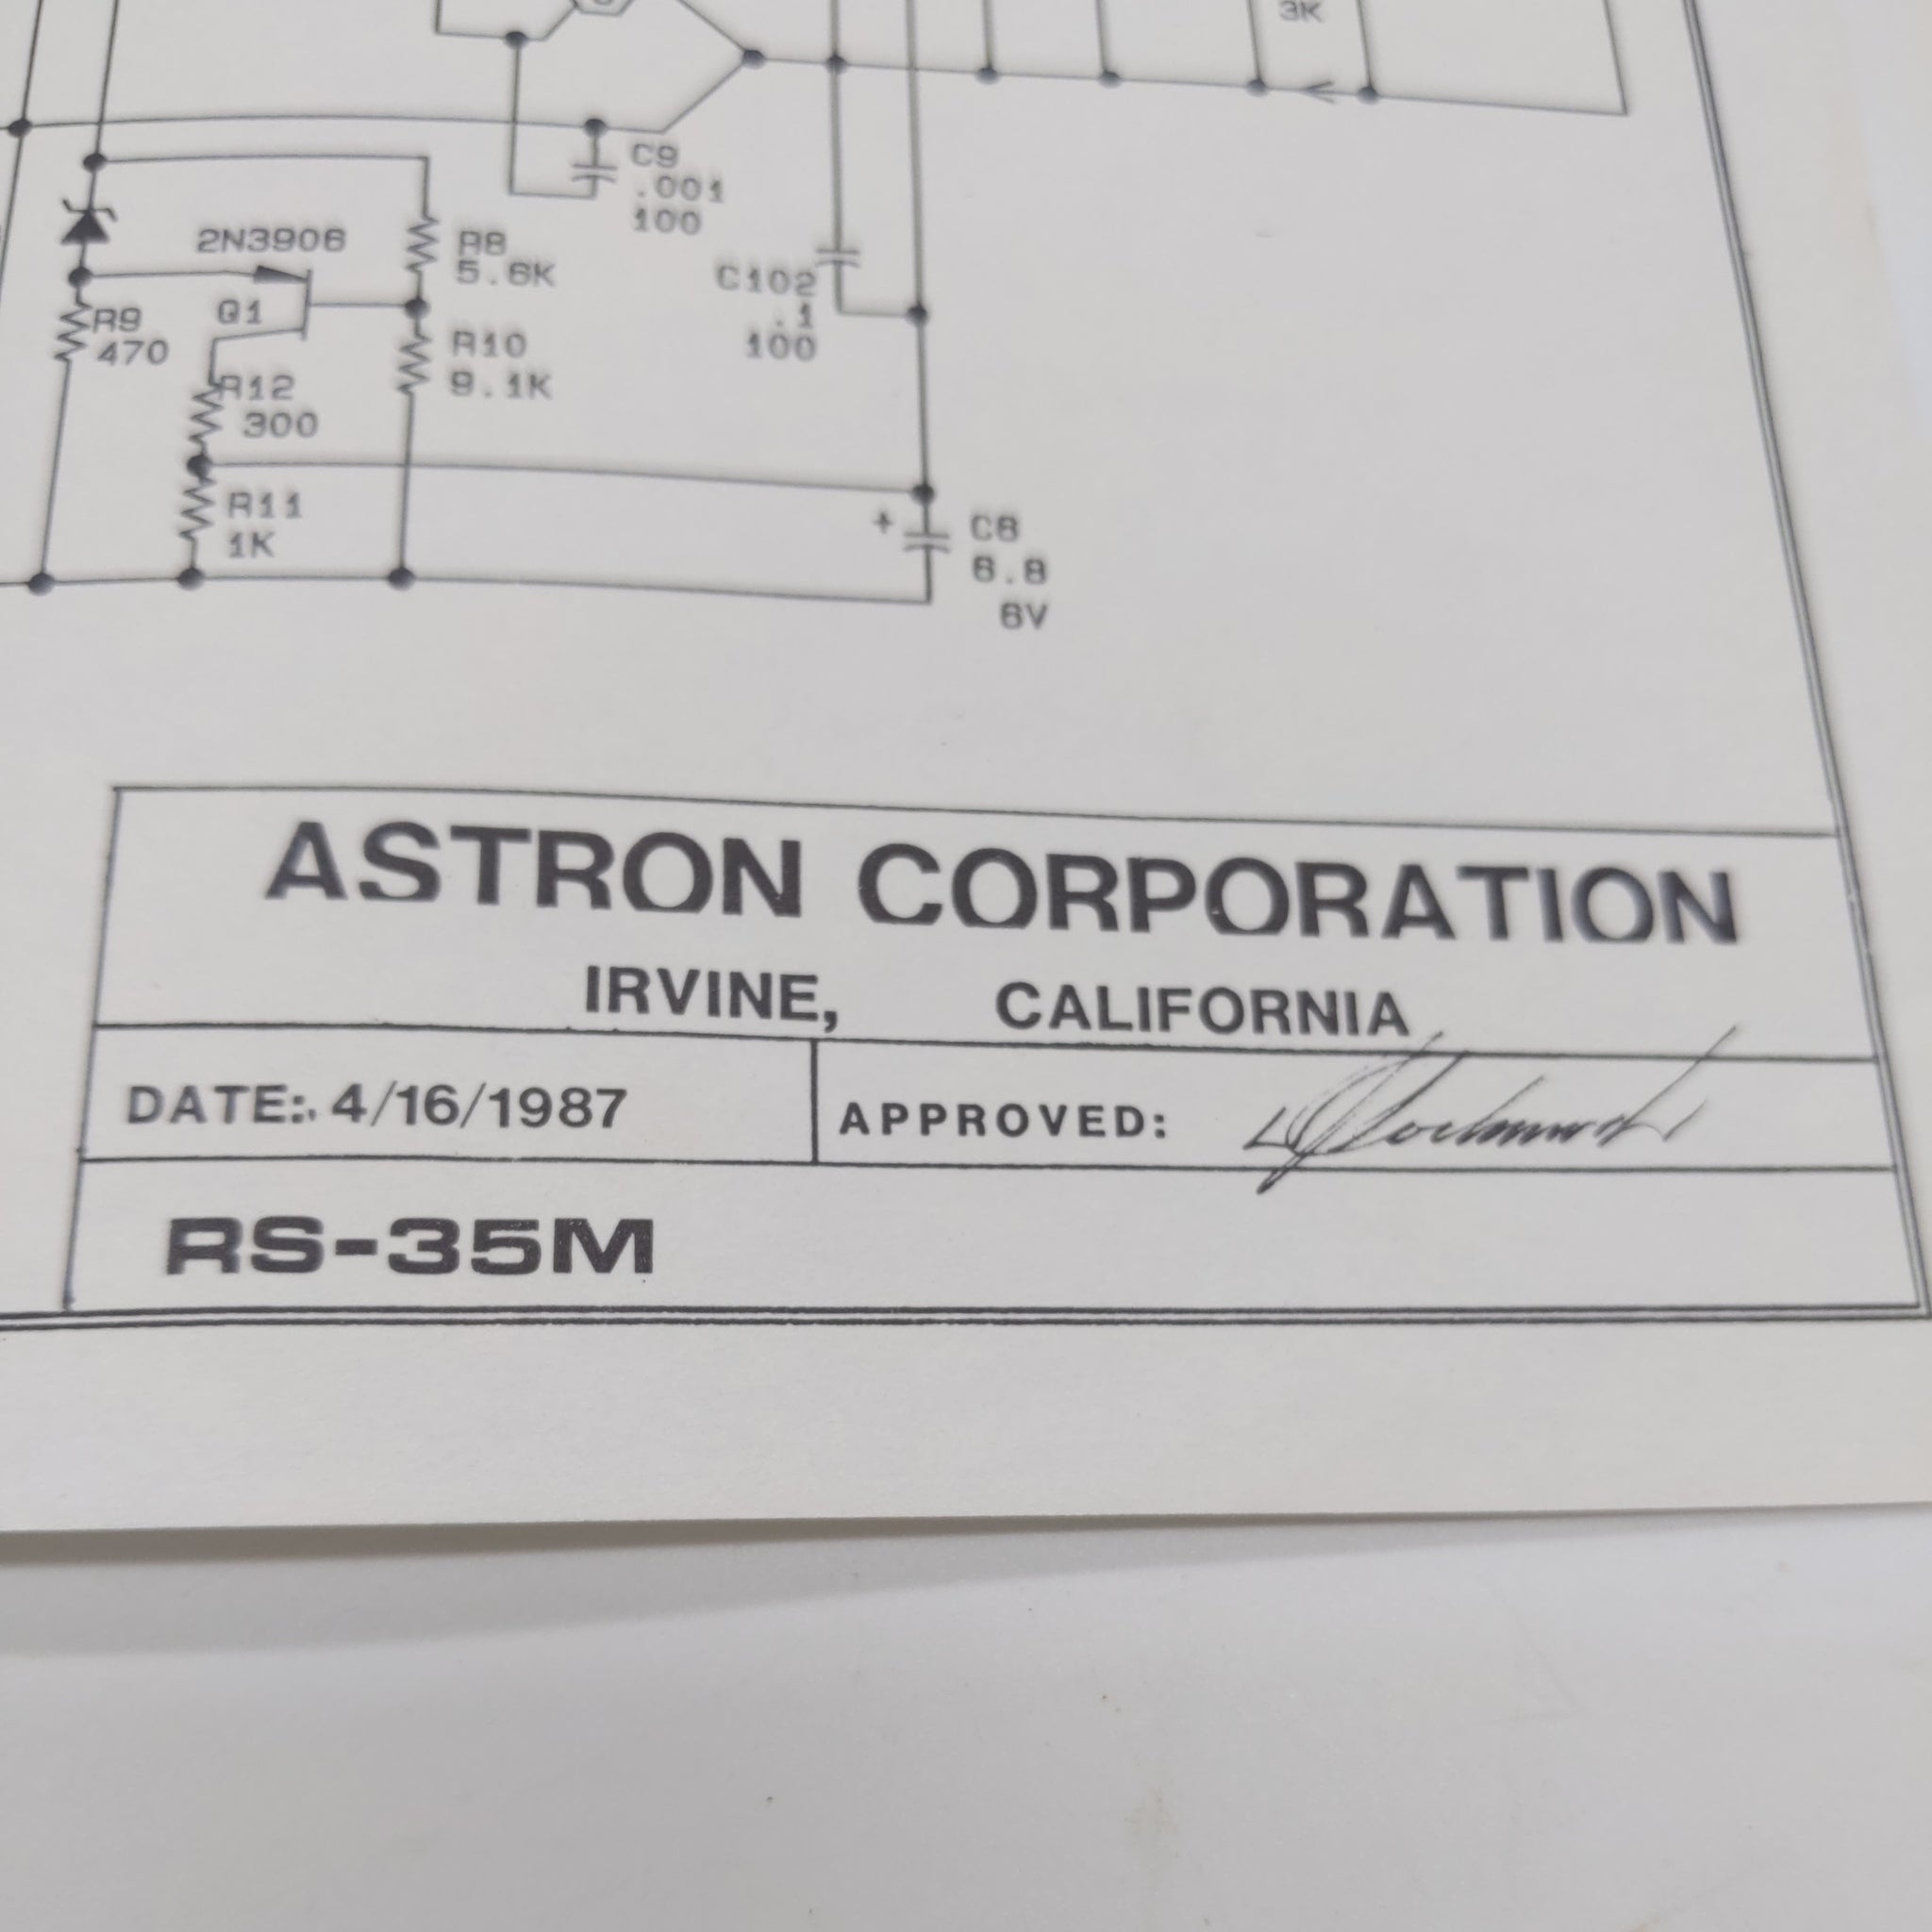 3K
C9
.001
100
2N3906
R8
5.6K
C102
.1
100
Q1
R9
470
R10
9.1K
R12
300
R11
1K
+
C8
6.8
6V
ASTRON CORPORATION
IRVINE, CALIFORNIA
DATE: 4/16/1987
APPROVED:
RS-35M